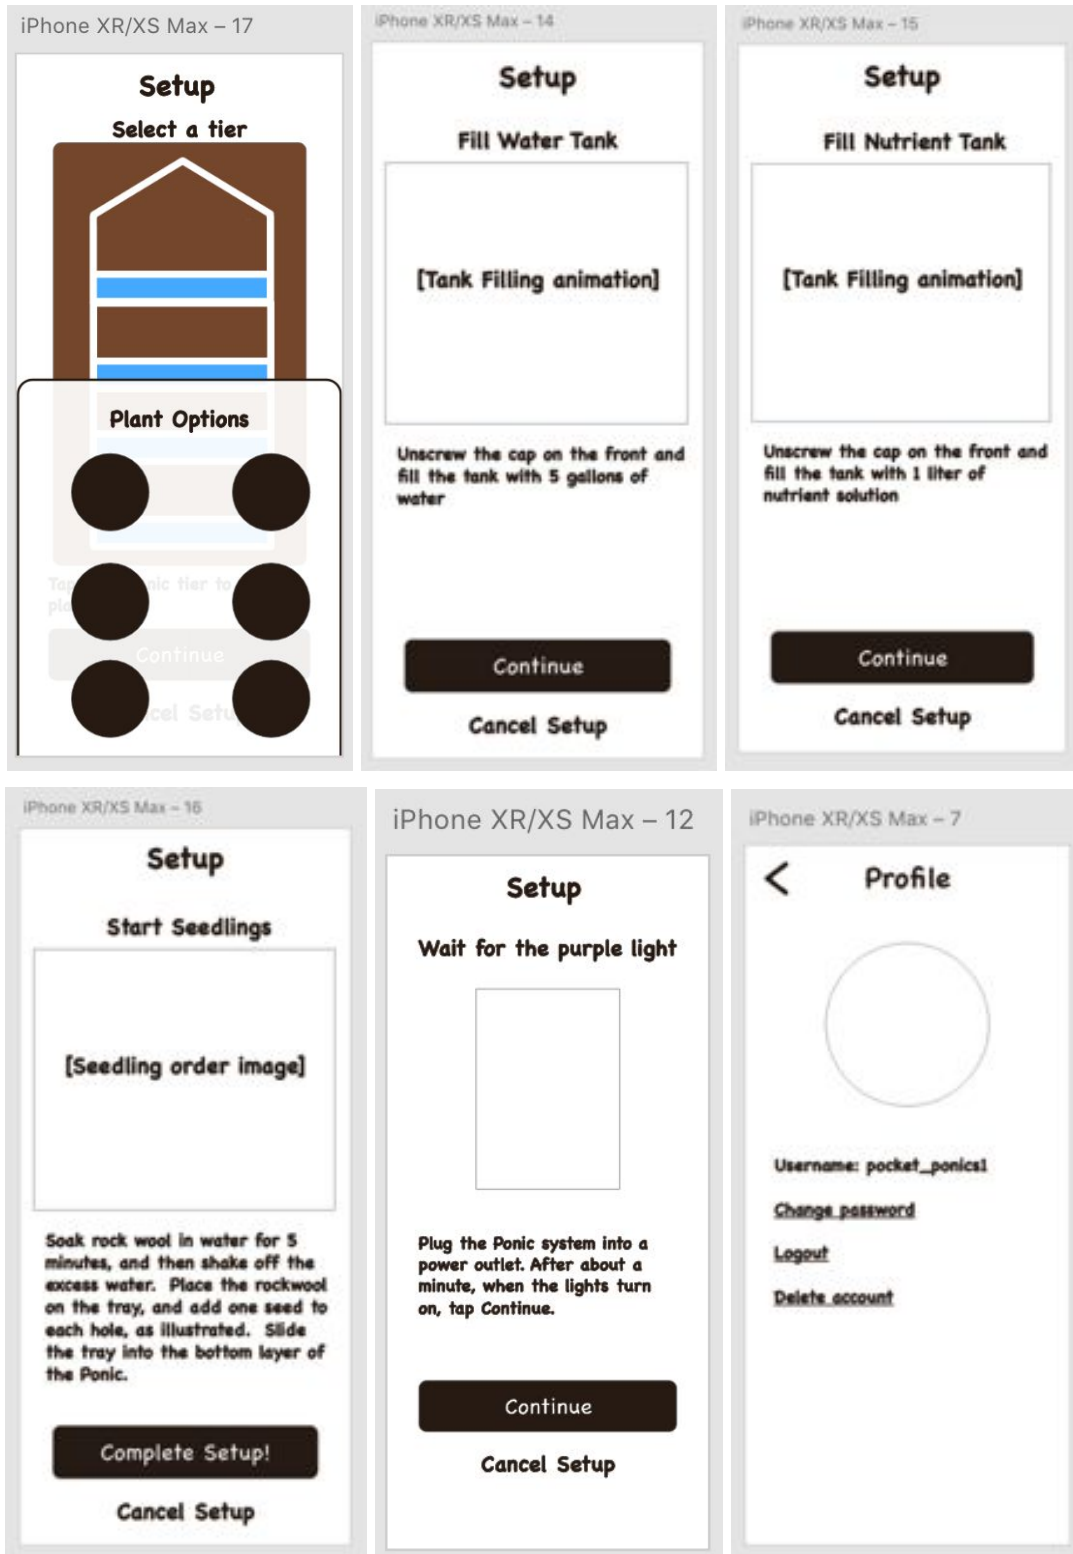 iPhone XR/XS Max – 17
Setup
Select a tier
Plant Options
Continue
iPhone XR/XS Max – 14
Setup
Fill Water Tank
[Tank Filling animation]
Unscrew the cap on the front and
fill the tank with 5 gallons of
water
Continue
Cancel Setup
iPhone XR/XS Max – 15
Setup
Fill Nutrient Tank
[Tank Filling animation]
Unscrew the cap on the front and
fill the tank with 1 liter of
nutrient solution
Continue
Cancel Setup
iPhone XR/XS Max – 16
Setup
Start Seedlings
[Seedling order image]
Soak rock wool in water for 5
minutes, and then shake off the
excess water. Place the rockwool
on the tray, and add one seed to
each hole, as illustrated. Slide
the tray into the bottom layer of
the Ponic.
Complete Setup!
Cancel Setup
iPhone XR/XS Max – 12
Setup
Wait for the purple light
Plug the Ponic system into a
power outlet. After about a
minute, when the lights turn
on, tap Continue.
Continue
Cancel Setup
iPhone XR/XS Max – 7
Profile
Username: pocket_ponics1
Change password
Logout
Delete account